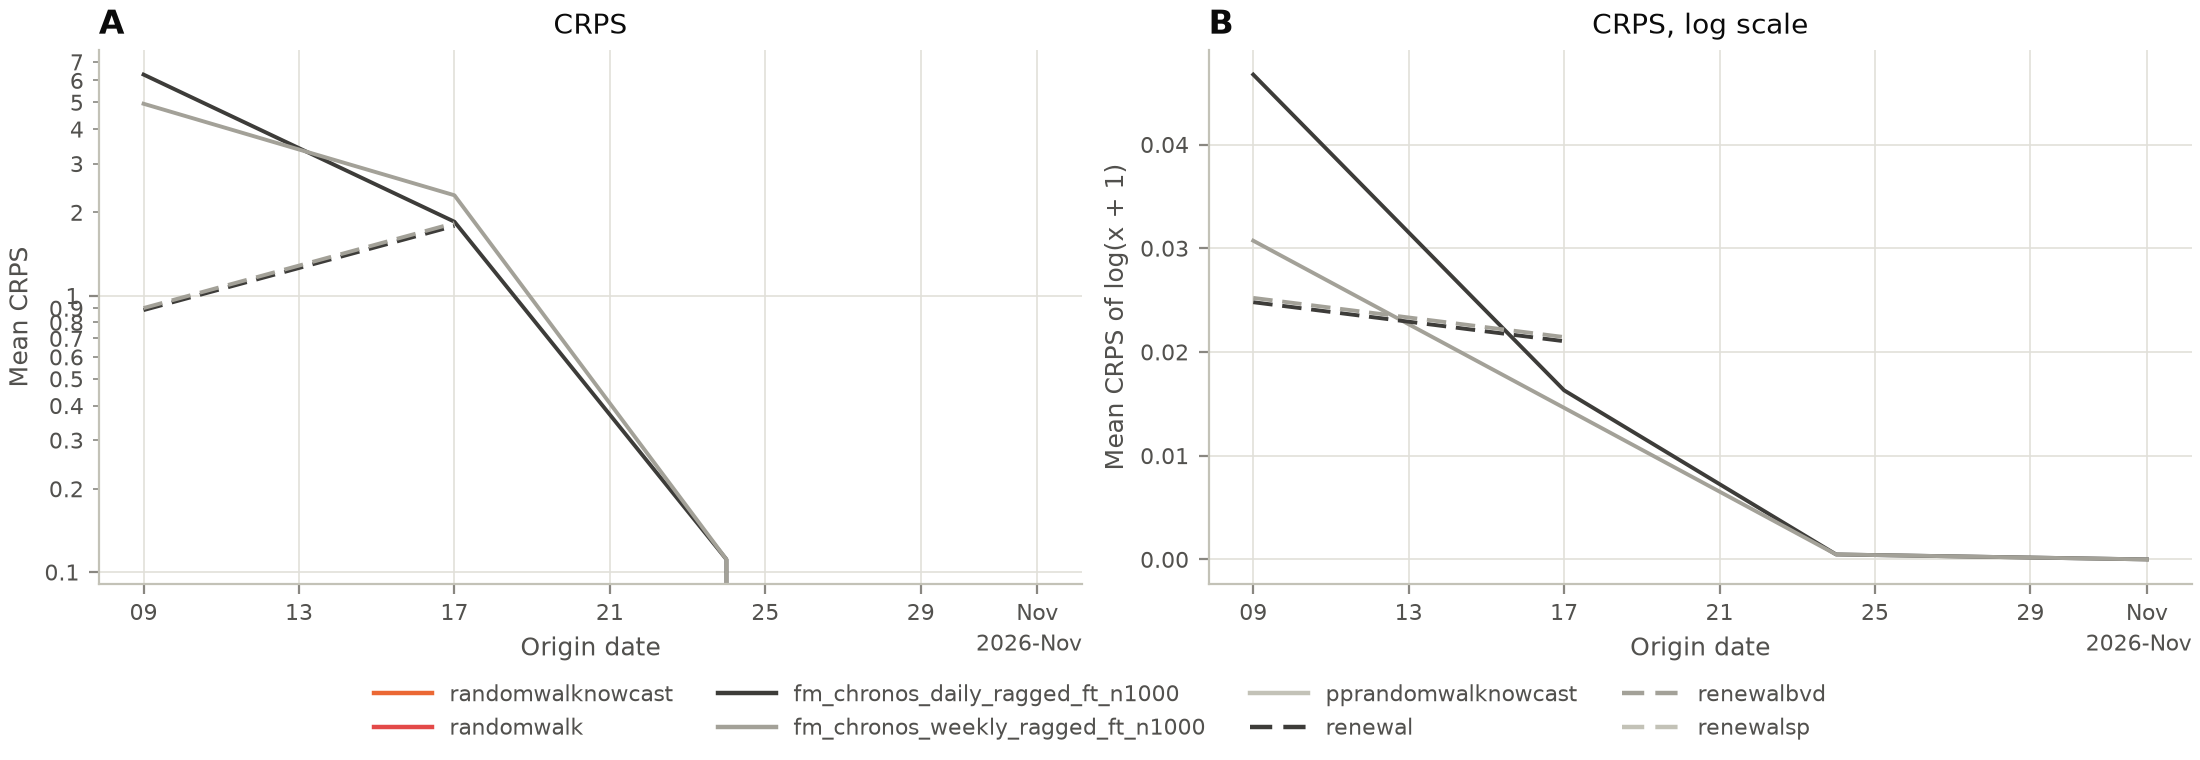 A
CRPS
7
6
5
4
3
2
1
0.9
0.8
0.7
0.6
0.5
0.4
0.3
0.2
0.1
Mean CRPS
09 13 17 21 25 29 Nov
2026-Nov
Origin date
B
CRPS, log scale
0.04
0.03
0.02
0.01
0.00
Mean CRPS of log(x + 1)
09 13 17 21 25 29 Nov
2026-Nov
Origin date
randomwalknowcast fm_chronos_daily_ragged_ft_n1000 pprandomwalknowcast renewalbvd
randomwalk fm_chronos_weekly_ragged_ft_n1000 renewal renewalsp